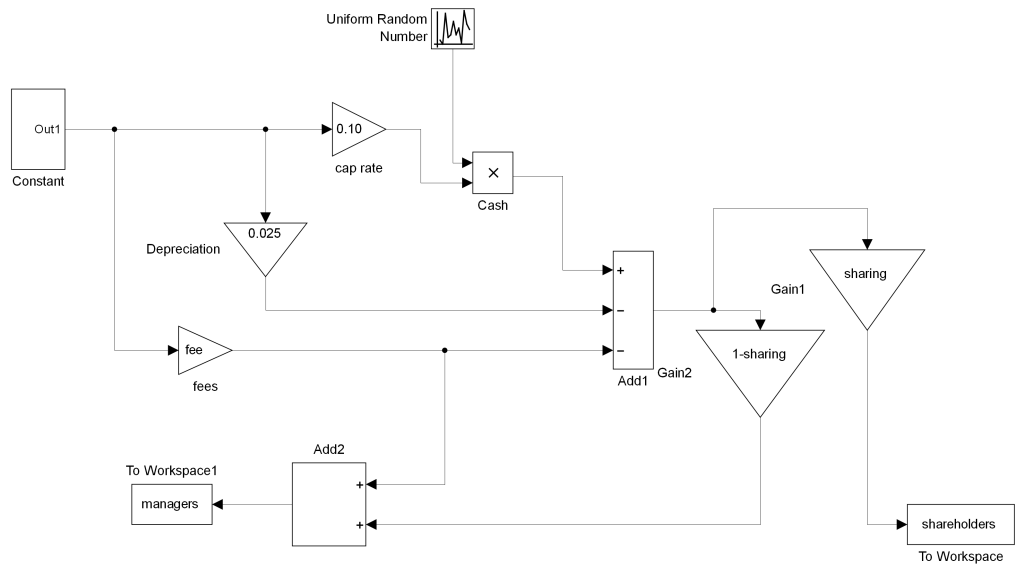 Uniform Random
Number
Out1
Constant
0.10
cap rate
×
Cash
0.025
Depreciation
+
−
−
Add1
sharing
Gain1
1-sharing
Gain2
fee
fees
Add2
+
+
To Workspace1
managers
shareholders
To Workspace